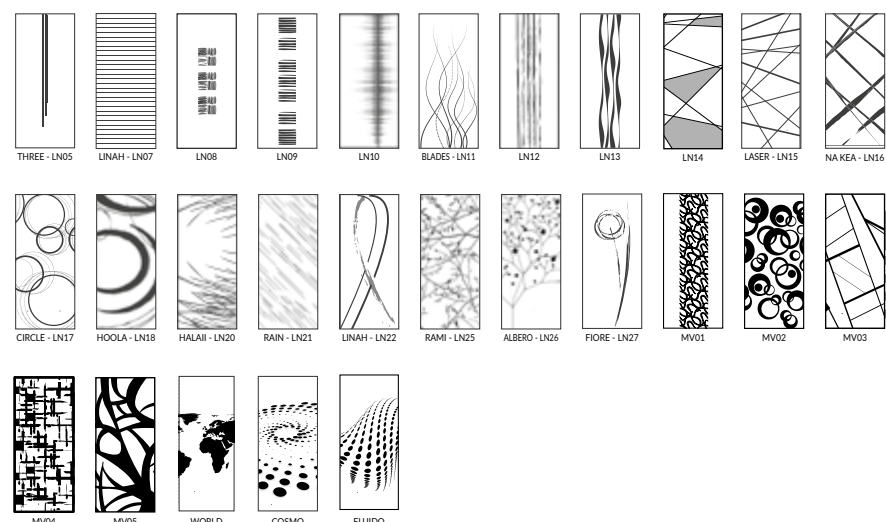 THREE - LN05 LINAH - LN07 LN08 LN09 LN10 BLADES - LN11 LN12 LN13 LN14 LASER - LN15 NA KEA - LN16
CIRCLE - LN17 HOOLA - LN18 HALAII - LN20 RAIN - LN21 LINAH - LN22 RAMI - LN25 ALBERO - LN26 FIORE - LN27 MV01 MV02 MV03
MV04 MV05 WORLD COSMO FLUIDO